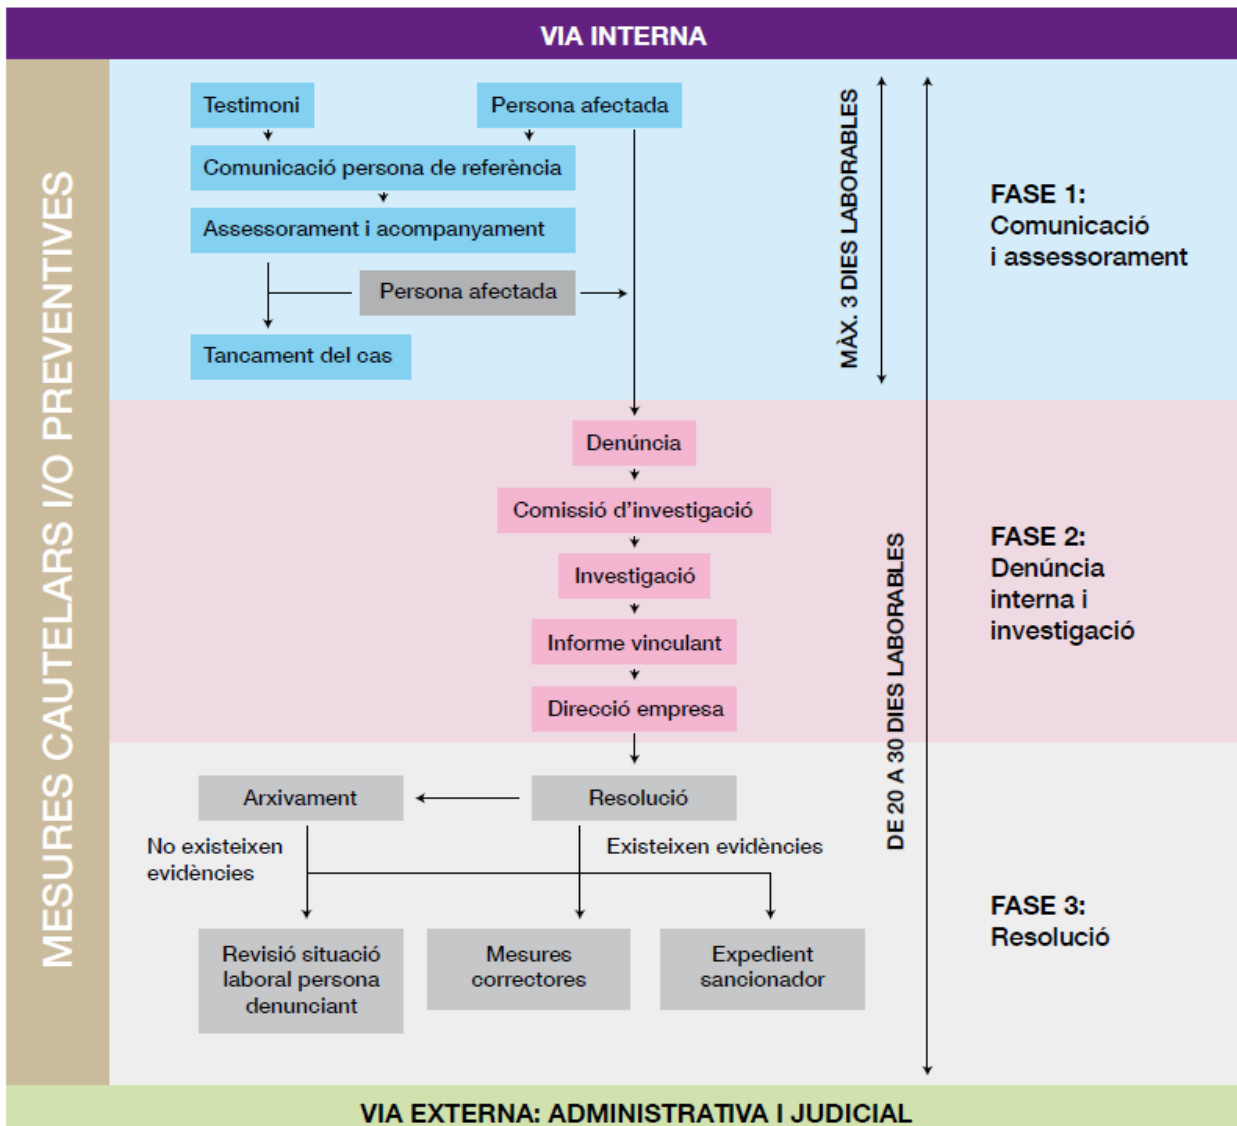 VIA INTERNA
MESURES CAUTELARS I/O PREVENTIVES
Testimoni
Persona afectada
Comunicació persona de referència
Assessorament i acompanyament
Persona afectada
Tancament del cas
MÀX. 3 DIES LABORABLES
FASE 1:
Comunicació
i assessorament
Denúncia
Comissió d'investigació
Investigació
Informe vinculant
Direcció empresa
DE 20 A 30 DIES LABORABLES
FASE 2:
Denúncia
interna i
investigació
Arxivament
Resolució
No existeixen
evidències
Existeixen evidències
Revisió situació
laboral persona
denunciant
Mesures
correctores
Expedient
sancionador
FASE 3:
Resolució
VIA EXTERNA: ADMINISTRATIVA I JUDICIAL